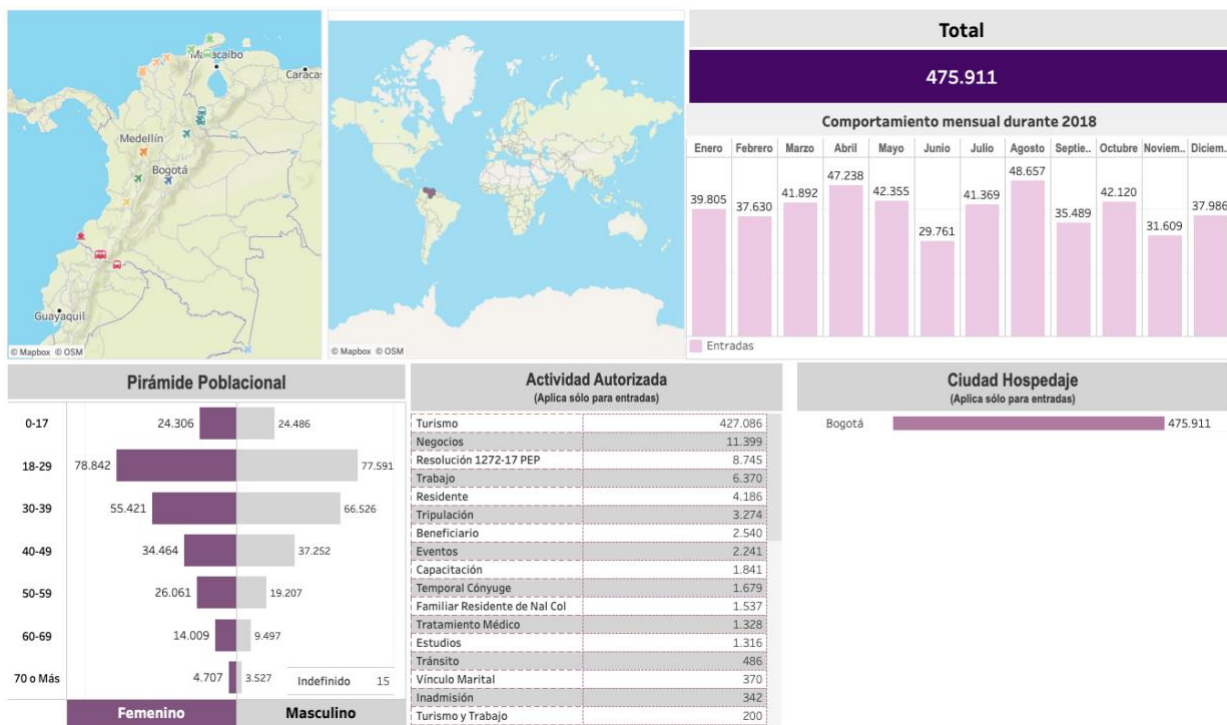 Maracaibo
Caracas
Medellín
Bogotá
Guayaquil
© Mapbox © OSM
© Mapbox © OSM
Total
475.911
Comportamiento mensual durante 2018
Enero Febrero Marzo Abril Mayo Junio Julio Agosto Septie.. Octubre Noviem.. Diciem..
39.805 37.630 41.892 47.238 42.355 29.761 41.369 48.657 35.489 42.120 31.609 37.986
Entradas
Pirámide Poblacional
0-17 24.306 24.486
18-29 78.842 77.591
30-39 55.421 66.526
40-49 34.464 37.252
50-59 26.061 19.207
60-69 14.009 9.497
70 o Más 4.707 3.527
Indefinido 15
Femenino Masculino
Actividad Autorizada
(Aplica sólo para entradas)
Turismo 427.086
Negocios 11.399
Resolución 1272-17 PEP 8.745
Trabajo 6.370
Residente 4.186
Tripulación 3.274
Beneficiario 2.540
Eventos 2.241
Capacitación 1.841
Temporal Cónyuge 1.679
Familiar Residente de Nal Col 1.537
Tratamiento Médico 1.328
Estudios 1.316
Tránsito 486
Vínculo Marital 370
Inadmisión 342
Turismo y Trabajo 200
Ciudad Hospedaje
(Aplica sólo para entradas)
Bogotá 475.911